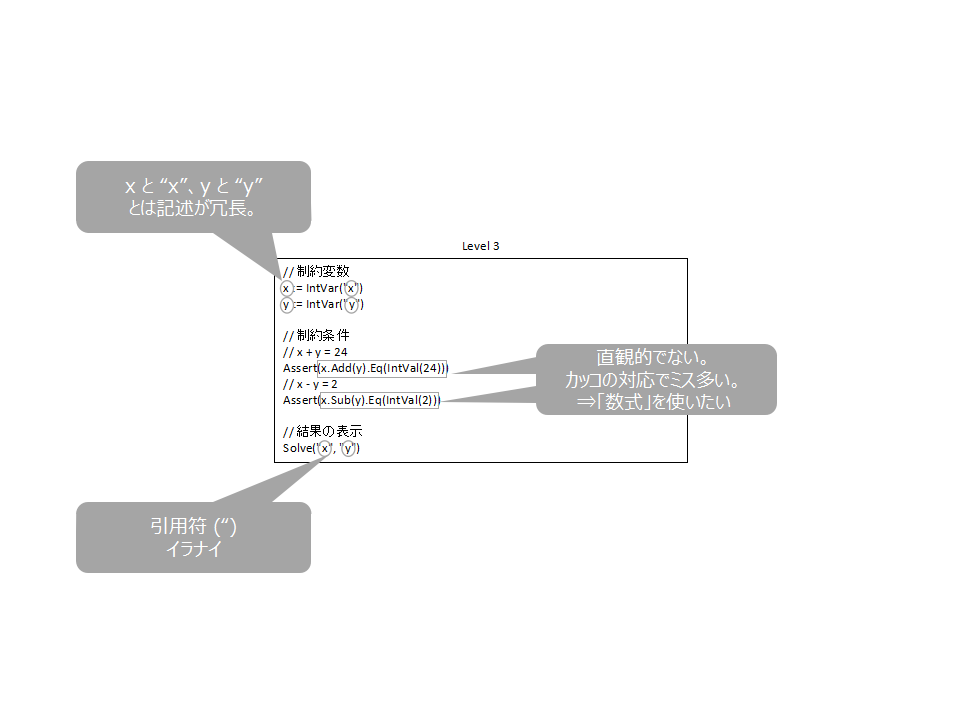 x と “x”、y と “y”
とは記述が冗長。
Level 3
// 制約変数
x := IntVar("x")
y := IntVar("y")
// 制約条件
// x + y = 24
Assert(x.Add(y).Eq(IntVal(24)))
// x - y = 2
Assert(x.Sub(y).Eq(IntVal(2)))
// 結果の表示
Solve("x", "y")
直観的でない。
カッコの対応でミス多い。
⇒「数式」を使いたい
引用符 (“)
イラナイ